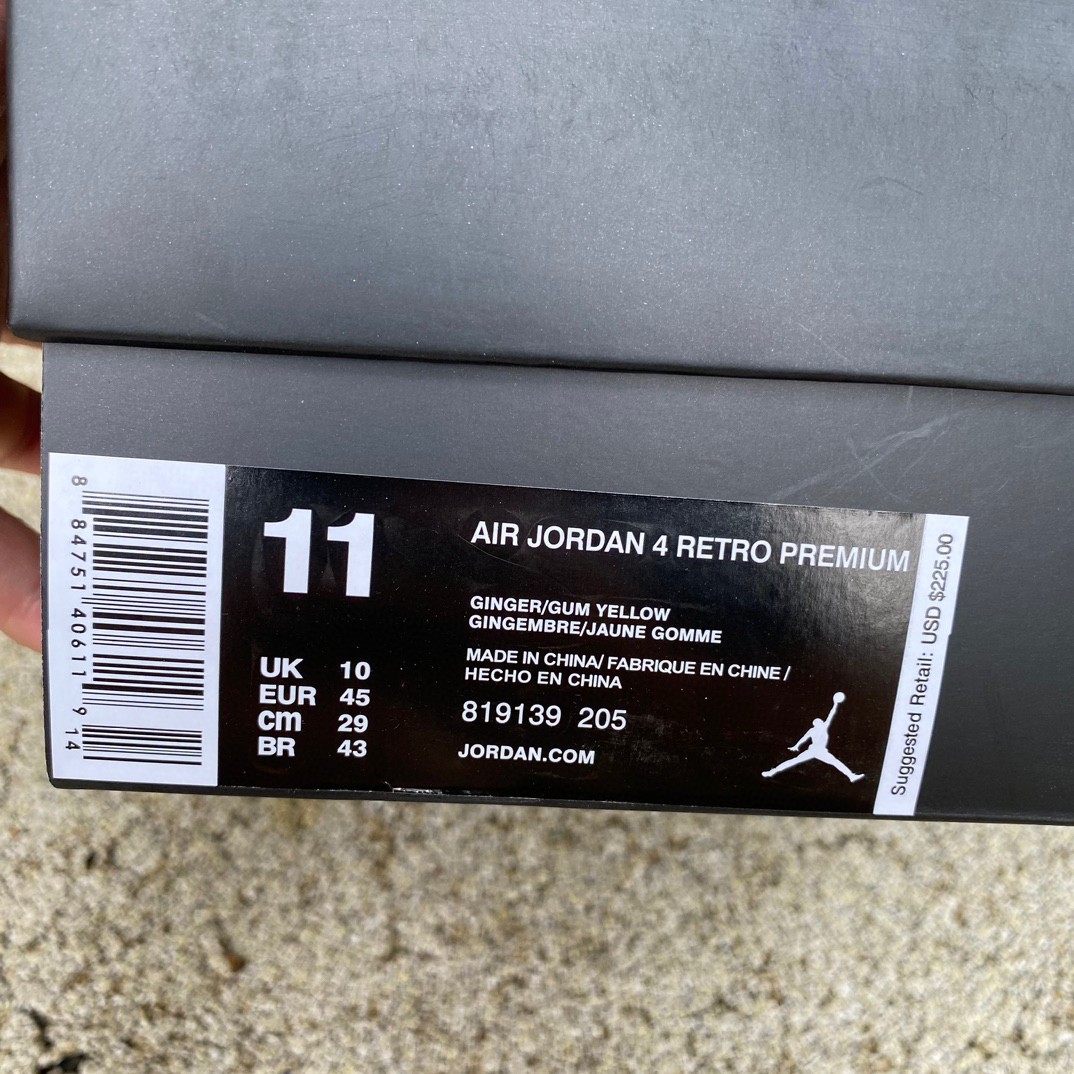 8 84751 40611 9 14
11
UK 10
EUR 45
cm 29
BR 43
AIR JORDAN 4 RETRO PREMIUM
GINGER/GUM YELLOW
GINGEMBRE/JAUNE GOMME
MADE IN CHINA/ FABRIQUE EN CHINE /
HECHO EN CHINA
819139 205
JORDAN.COM
Suggested Retail: USD $225.00